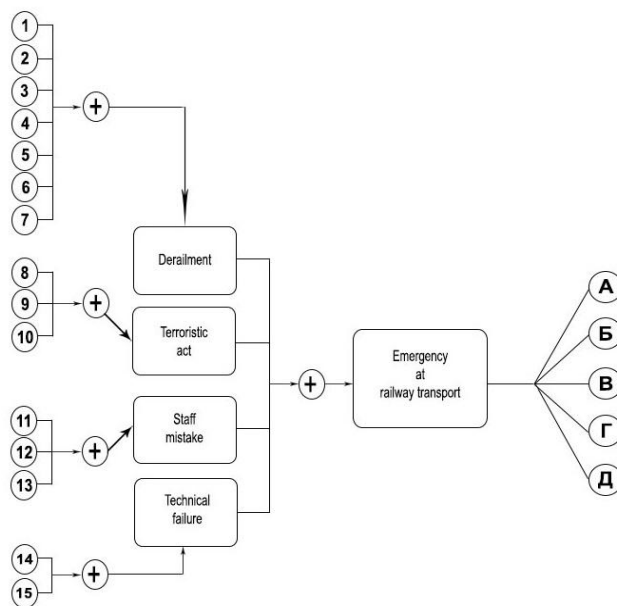 1
2
3
4
5
6
7
+
Derailment
8
9
10
+
Terroristic
act
11
12
13
+
Staff
mistake
14
15
+
Technical
failure
+
Emergency
at
railway transport
А
Б
В
Г
Д